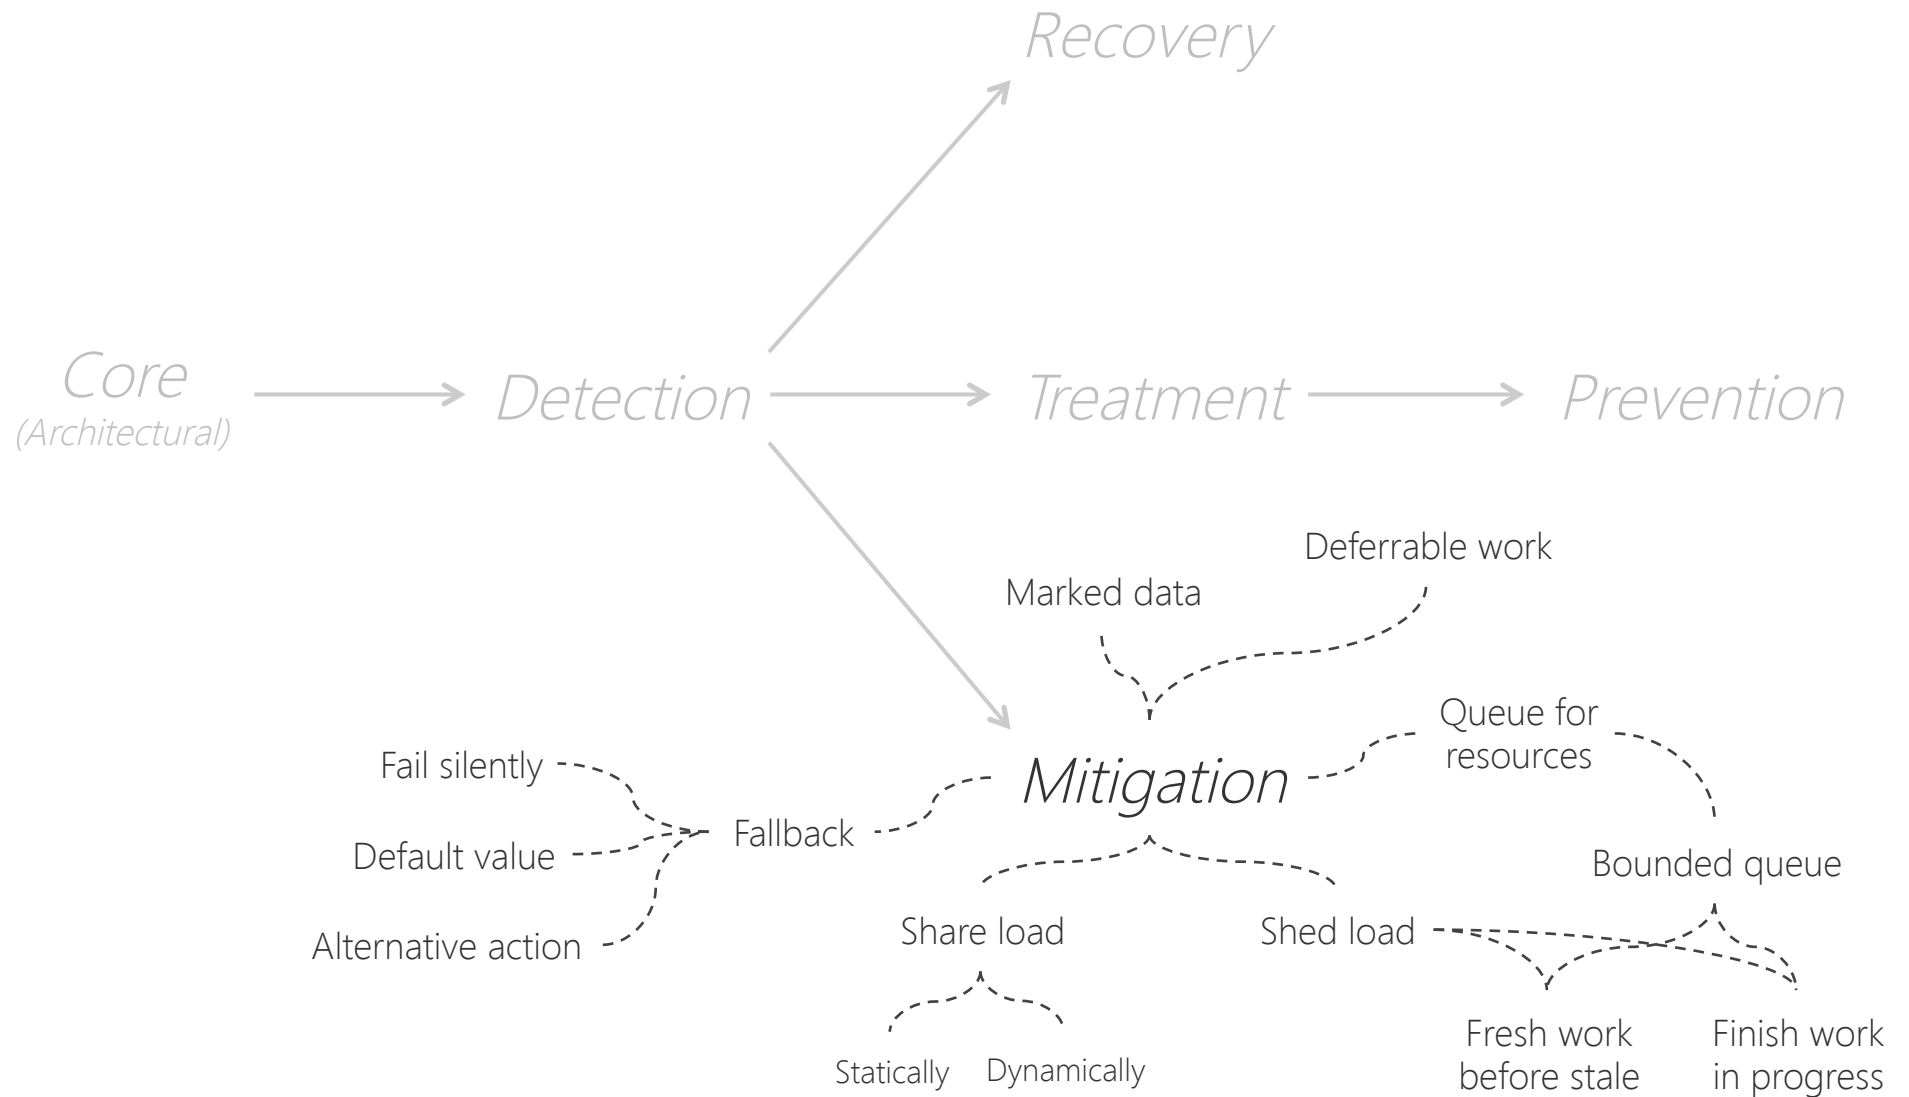 Recovery
Core
(Architectural)
Detection
Treatment
Prevention
Deferrable work
Marked data
Queue for
resources
Fail silently
Mitigation
Fallback
Default value
Bounded queue
Alternative action
Share load
Shed load
Statically
Dynamically
Fresh work
before stale
Finish work
in progress